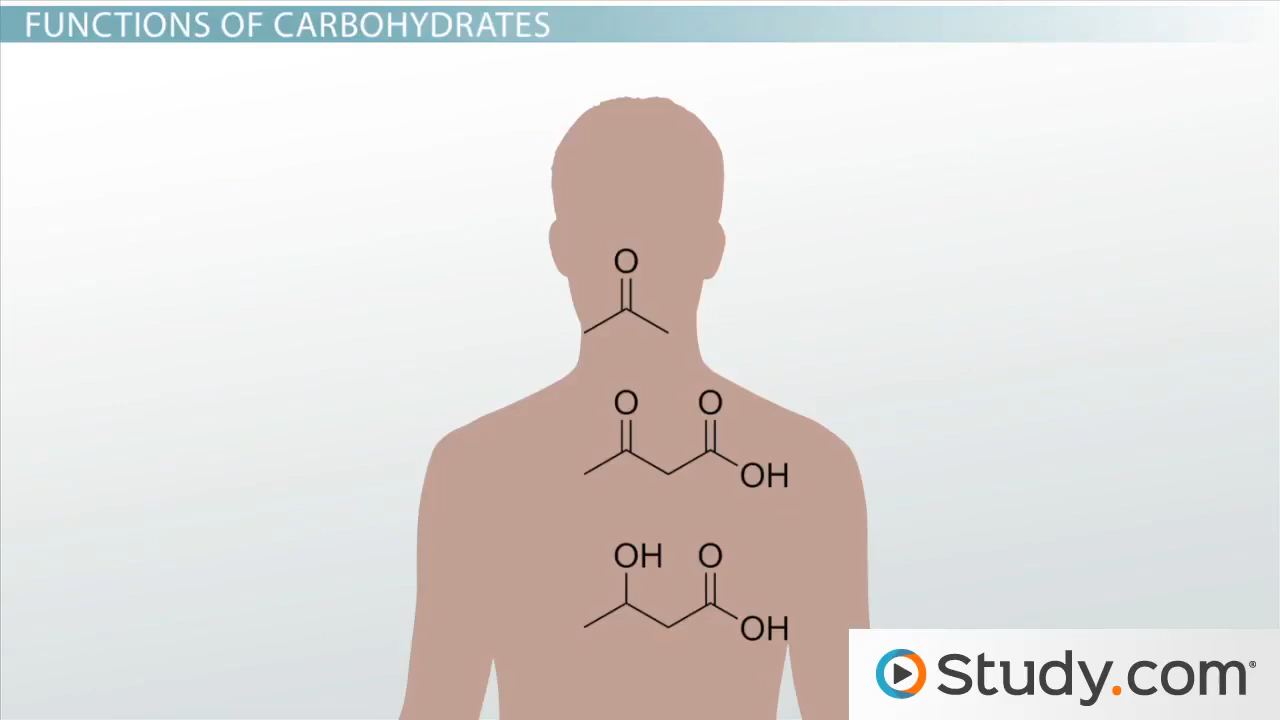 FUNCTIONS OF CARBOHYDRATES
O
O O
OH
OH O
OH
Study.com®